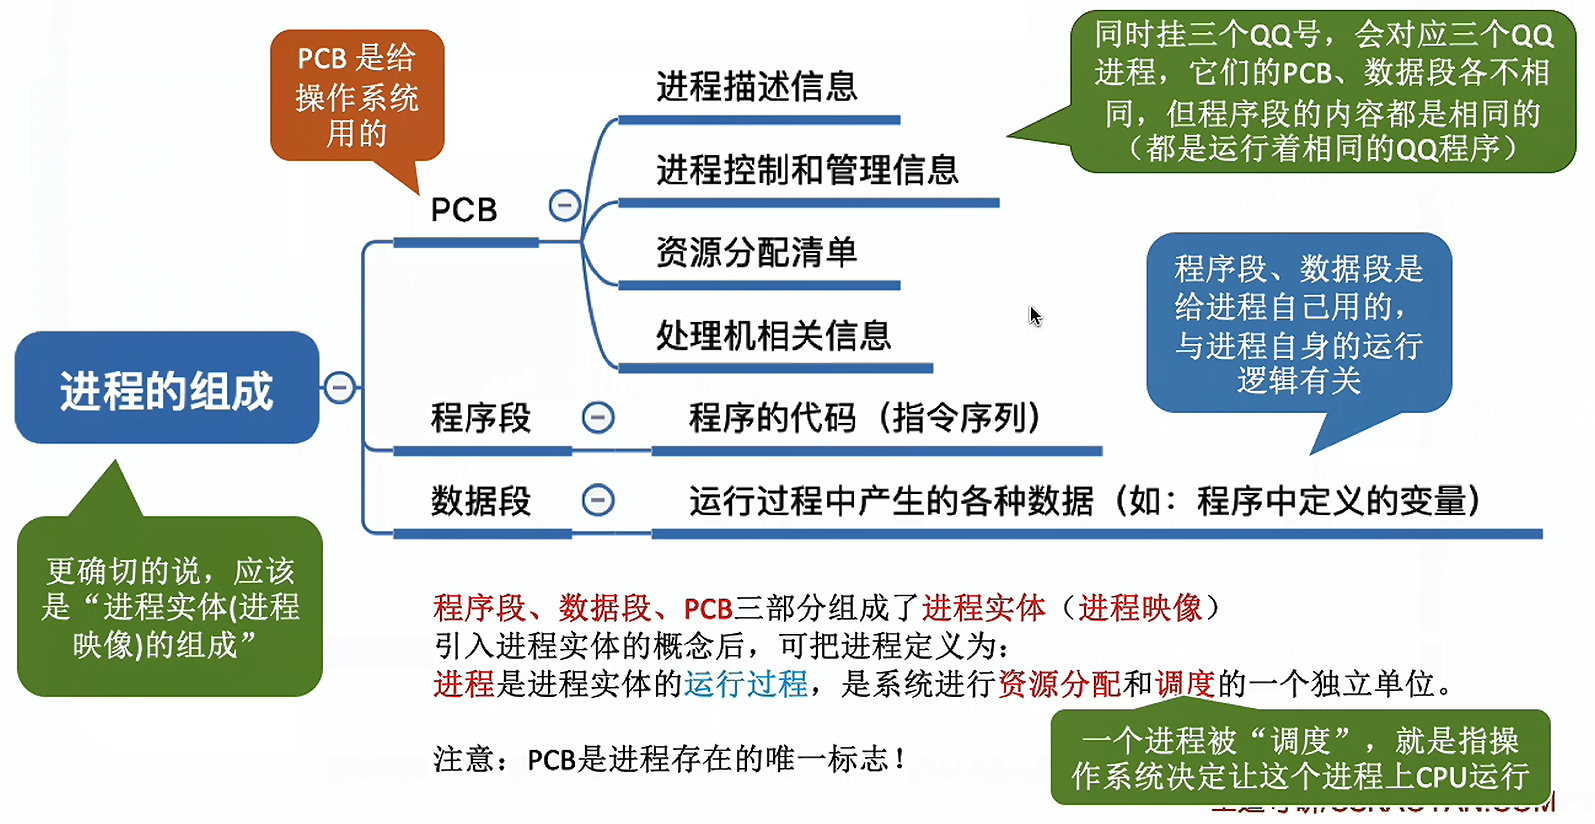 PCB 是给
操作系统
用的
同时挂三个QQ号，会对应三个QQ
进程，它们的PCB、数据段各不相
同，但程序段的内容都是相同的
（都是运行着相同的QQ程序）
进程描述信息
进程控制和管理信息
PCB
资源分配清单
处理机相关信息
程序段、数据段是
给进程自己用的，
与进程自身的运行
逻辑有关
进程的组成
程序段
程序的代码（指令序列）
数据段
运行过程中产生的各种数据（如：程序中定义的变量）
更确切的说，应该
是“进程实体(进程
映像)的组成”
程序段、数据段、PCB三部分组成了进程实体（进程映像）
引入进程实体的概念后，可把进程定义为：
进程是进程实体的运行过程，是系统进行资源分配和调度的一个独立单位。
一个进程被“调度”，就是指操
作系统决定让这个进程上CPU运行
注意：PCB是进程存在的唯一标志！